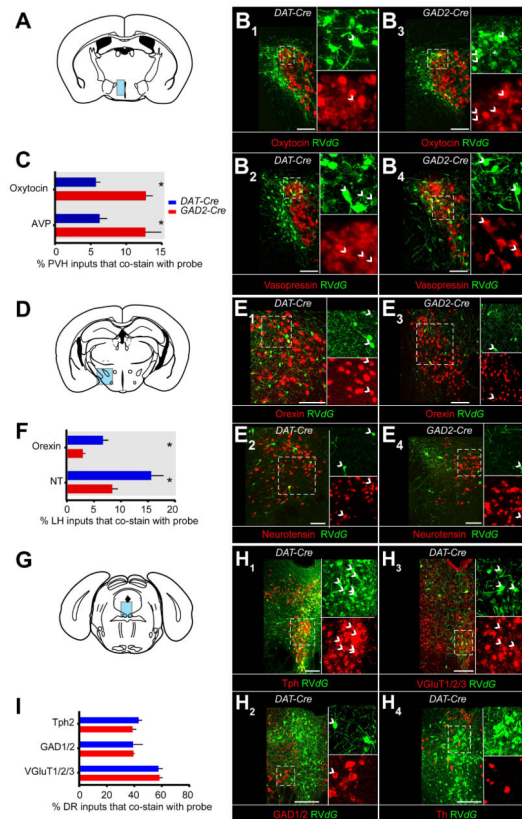 A
B1
DAT-Cre
B3
GAD2-Cre
Oxytocin RVdG
Oxytocin RVdG
C
Oxytocin
AVP
*
*
DAT-Cre
GAD2-Cre
0 5 10 15
% PVH inputs that co-stain with probe
B2
DAT-Cre
B4
GAD2-Cre
Vasopressin RVdG
Vasopressin RVdG
D
E1
DAT-Cre
E3
GAD2-Cre
Orexin RVdG
Orexin RVdG
F
Orexin
NT
*
*
0 5 10 15 20
% LH inputs that co-stain with probe
E2
DAT-Cre
E4
GAD2-Cre
Neurotensin RVdG
Neurotensin RVdG
G
H1
DAT-Cre
H3
DAT-Cre
Tph RVdG
VGluT1/2/3 RVdG
I
Tph2
GAD1/2
VGluT1/2/3
0 20 40 60 80
% DR inputs that co-stain with probe
H2
DAT-Cre
H4
DAT-Cre
GAD1/2 RVdG
Th RVdG